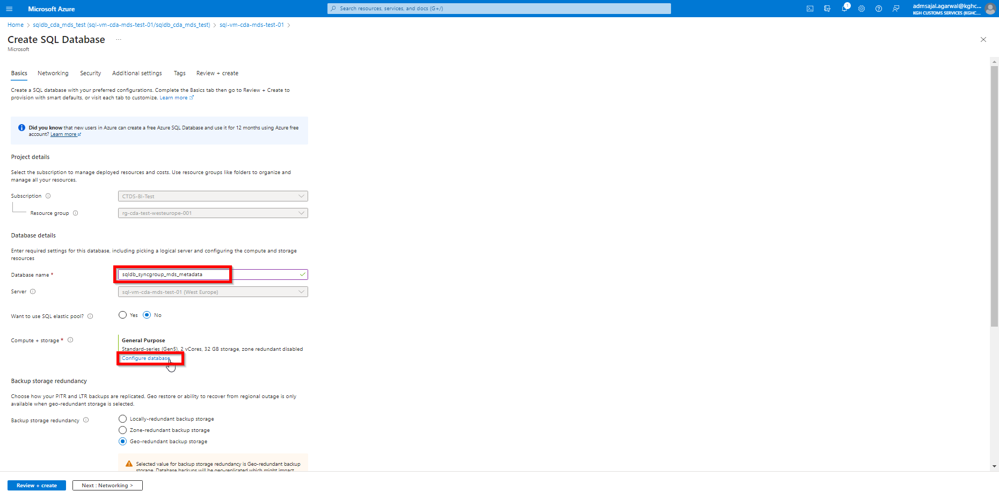 Microsoft Azure
Search resources, services, and docs (G+/)
1
admsajal.agarwal@kghc...
KGH CUSTOMS SERVICES (KGHC....
Home > sqldb_cda_mds_test (sql-vm-cda-mds-test-01/sqldb_cda_mds_test) > sql-vm-cda-mds-test-01 >
Create SQL Database ...
Microsoft
Basics Networking Security Additional settings Tags Review + create
Create a SQL database with your preferred configurations. Complete the Basics tab then go to Review + Create to
provision with smart defaults, or visit each tab to customize. Learn more
Did you know that new users in Azure can create a free Azure SQL Database and use it for 12 months using Azure free
account? Learn more
Project details
Select the subscription to manage deployed resources and costs. Use resource groups like folders to organize and
manage all your resources.
Subscription CTDS-BI-Test
Resource group rg-cda-test-westeurope-001
Database details
Enter required settings for this database, including picking a logical server and configuring the compute and storage
resources
Database name * sqldb_syncgroup_mds_metadata
Server sql-vm-cda-mds-test-01 (West Europe)
Want to use SQL elastic pool? Yes No
Compute + storage * General Purpose
Standard-series (Gen5), 2 vCores, 32 GB storage, zone redundant disabled
Configure database
Backup storage redundancy
Choose how your PITR and LTR backups are replicated. Geo restore or ability to recover from regional outage is only
available when geo-redundant storage is selected.
Backup storage redundancy Locally-redundant backup storage
Zone-redundant backup storage
Geo-redundant backup storage
Selected value for backup storage redundancy is Geo-redundant backup
storage. Database backups will be geo-replicated which might impact
Review + create Next : Networking >